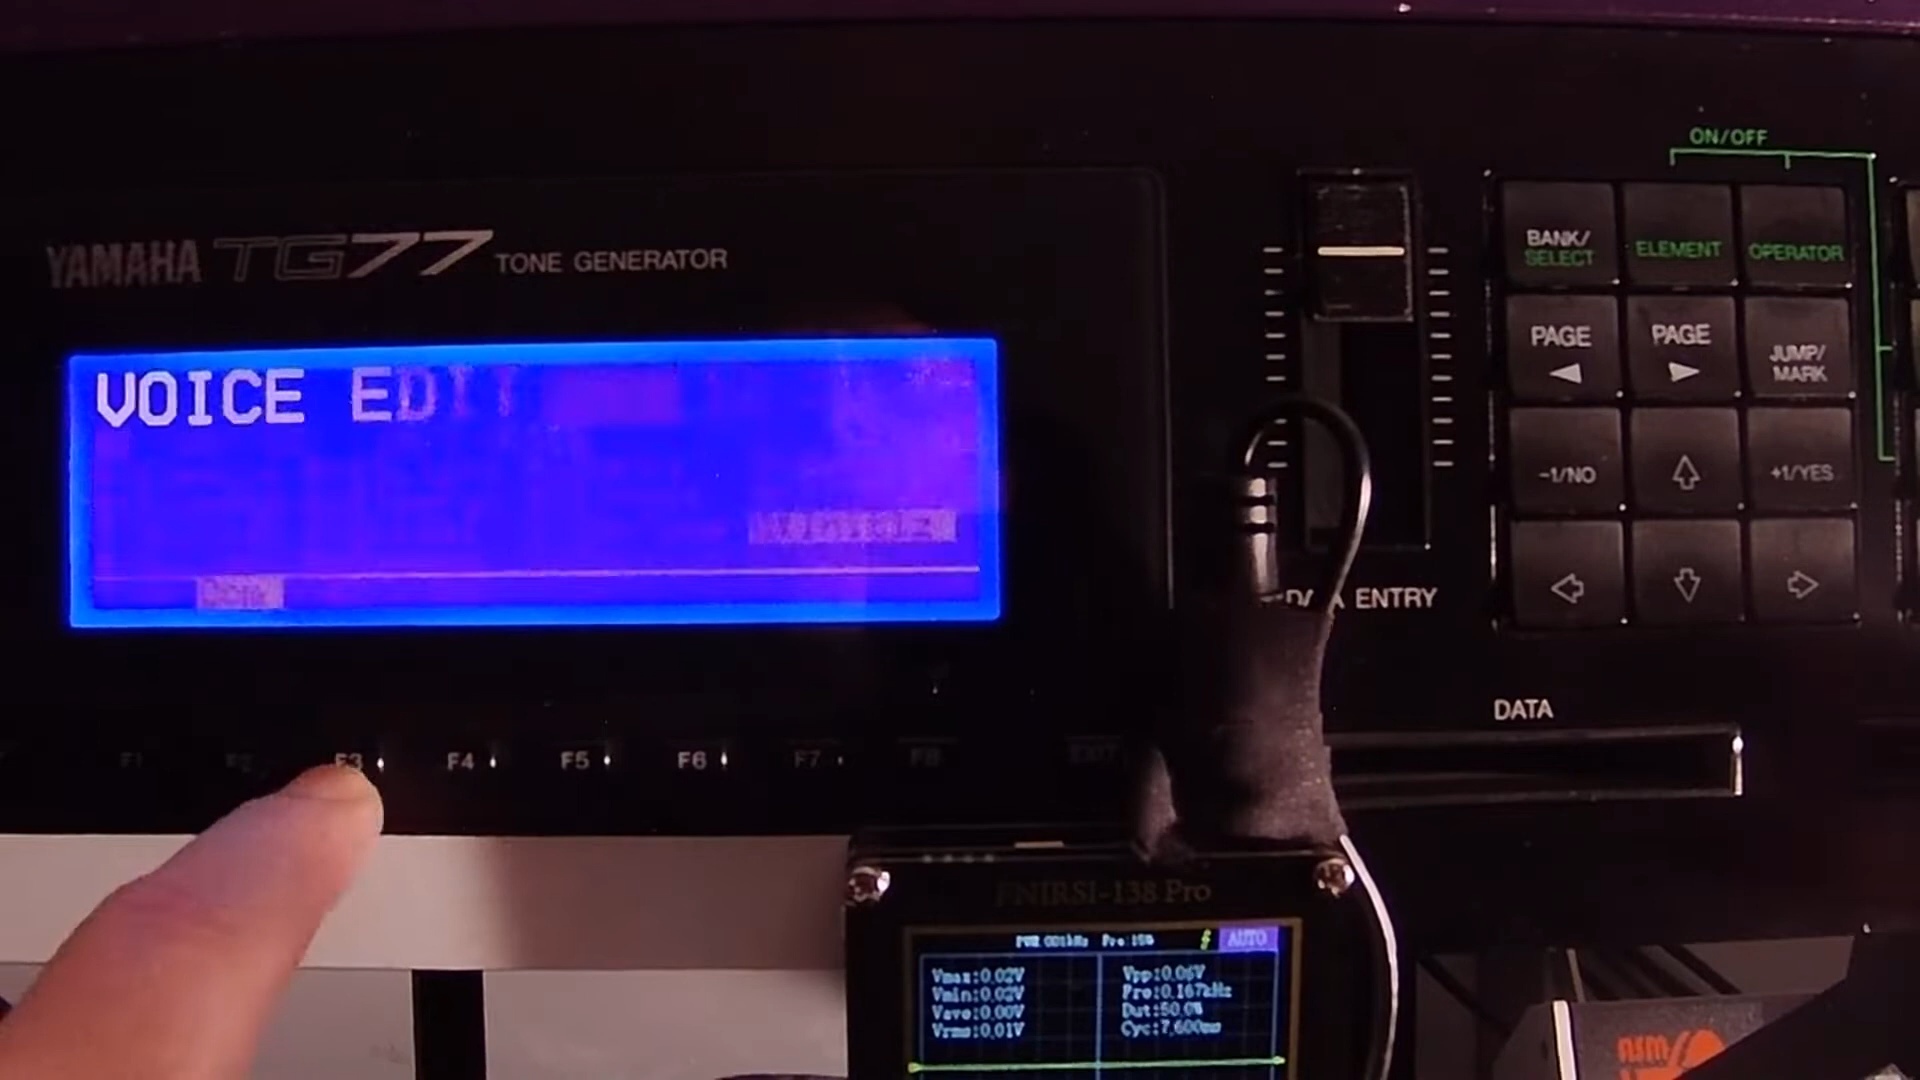 YAMAHA TG77 TONE GENERATOR
VOICE EDIT
F1 F2 F3 F4 F5 F6 F7 F8 EXIT
ENTRY
ON/OFF
BANK/
SELECT
ELEMENT
OPERATOR
PAGE
PAGE
JUMP/
MARK
-1/NO
+1/YES
DATA
FNIRSI-138 Pro
AUTO
Vmax:0.02V
Vmin:0.02V
Vave:0.00V
Vrms:0.01V
Vpp:0.06V
Fre:0.167kHz
Dut:50.0%
Cyc:7.600ms